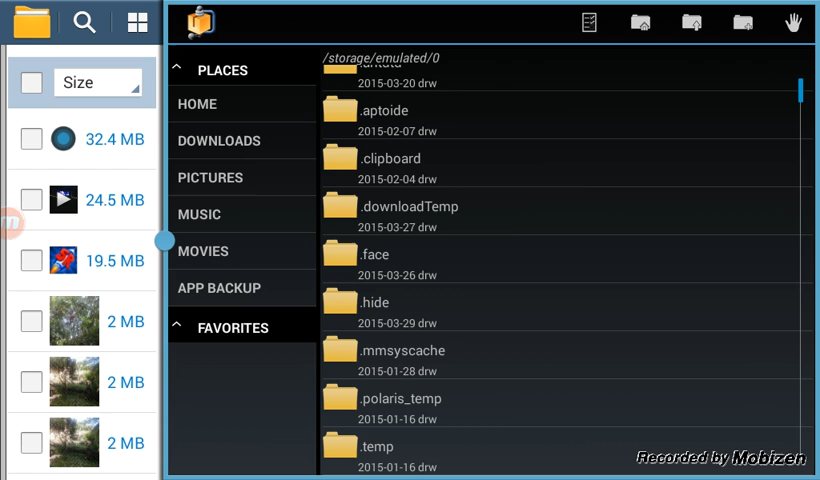 Size
32.4 MB
24.5 MB
19.5 MB
2 MB
2 MB
2 MB
PLACES
HOME
DOWNLOADS
PICTURES
MUSIC
MOVIES
APP BACKUP
FAVORITES
/storage/emulated/0
2015-03-20 drw
.aptoide
2015-02-07 drw
.clipboard
2015-02-04 drw
.downloadTemp
2015-03-27 drw
.face
2015-03-26 drw
.hide
2015-03-29 drw
.mmsyscache
2015-01-28 drw
.polaris_temp
2015-01-16 drw
.temp
2015-01-16 drw
Recorded by Mobizen